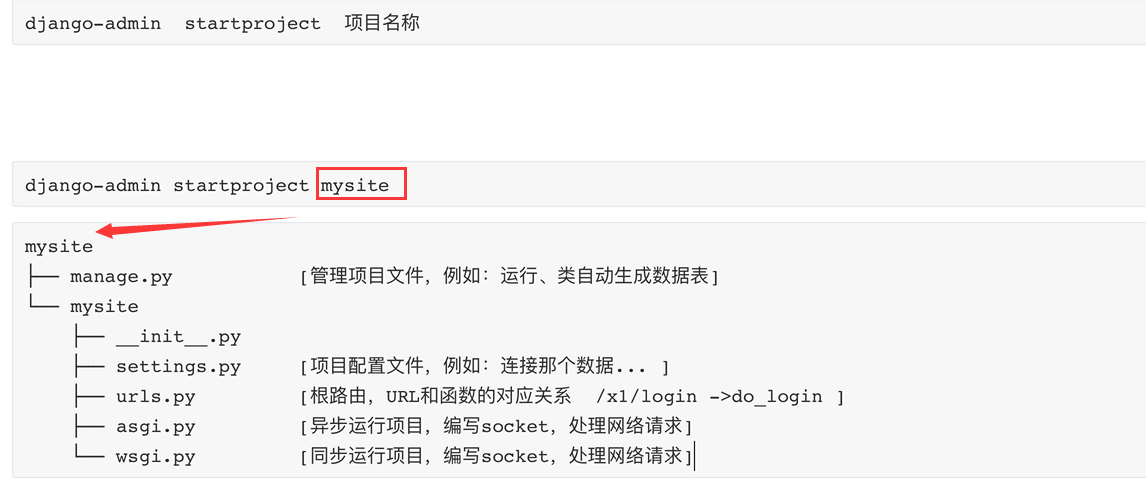 django-admin  startproject  项目名称
django-admin startproject mysite
mysite
├── manage.py           [管理项目文件，例如：运行、类自动生成数据表]
└── mysite
    ├── __init__.py
    ├── settings.py     [项目配置文件，例如：连接那个数据... ]
    ├── urls.py         [根路由，URL和函数的对应关系  /x1/login ->do_login ]
    ├── asgi.py         [异步运行项目，编写socket，处理网络请求]
    └── wsgi.py         [同步运行项目，编写socket，处理网络请求]